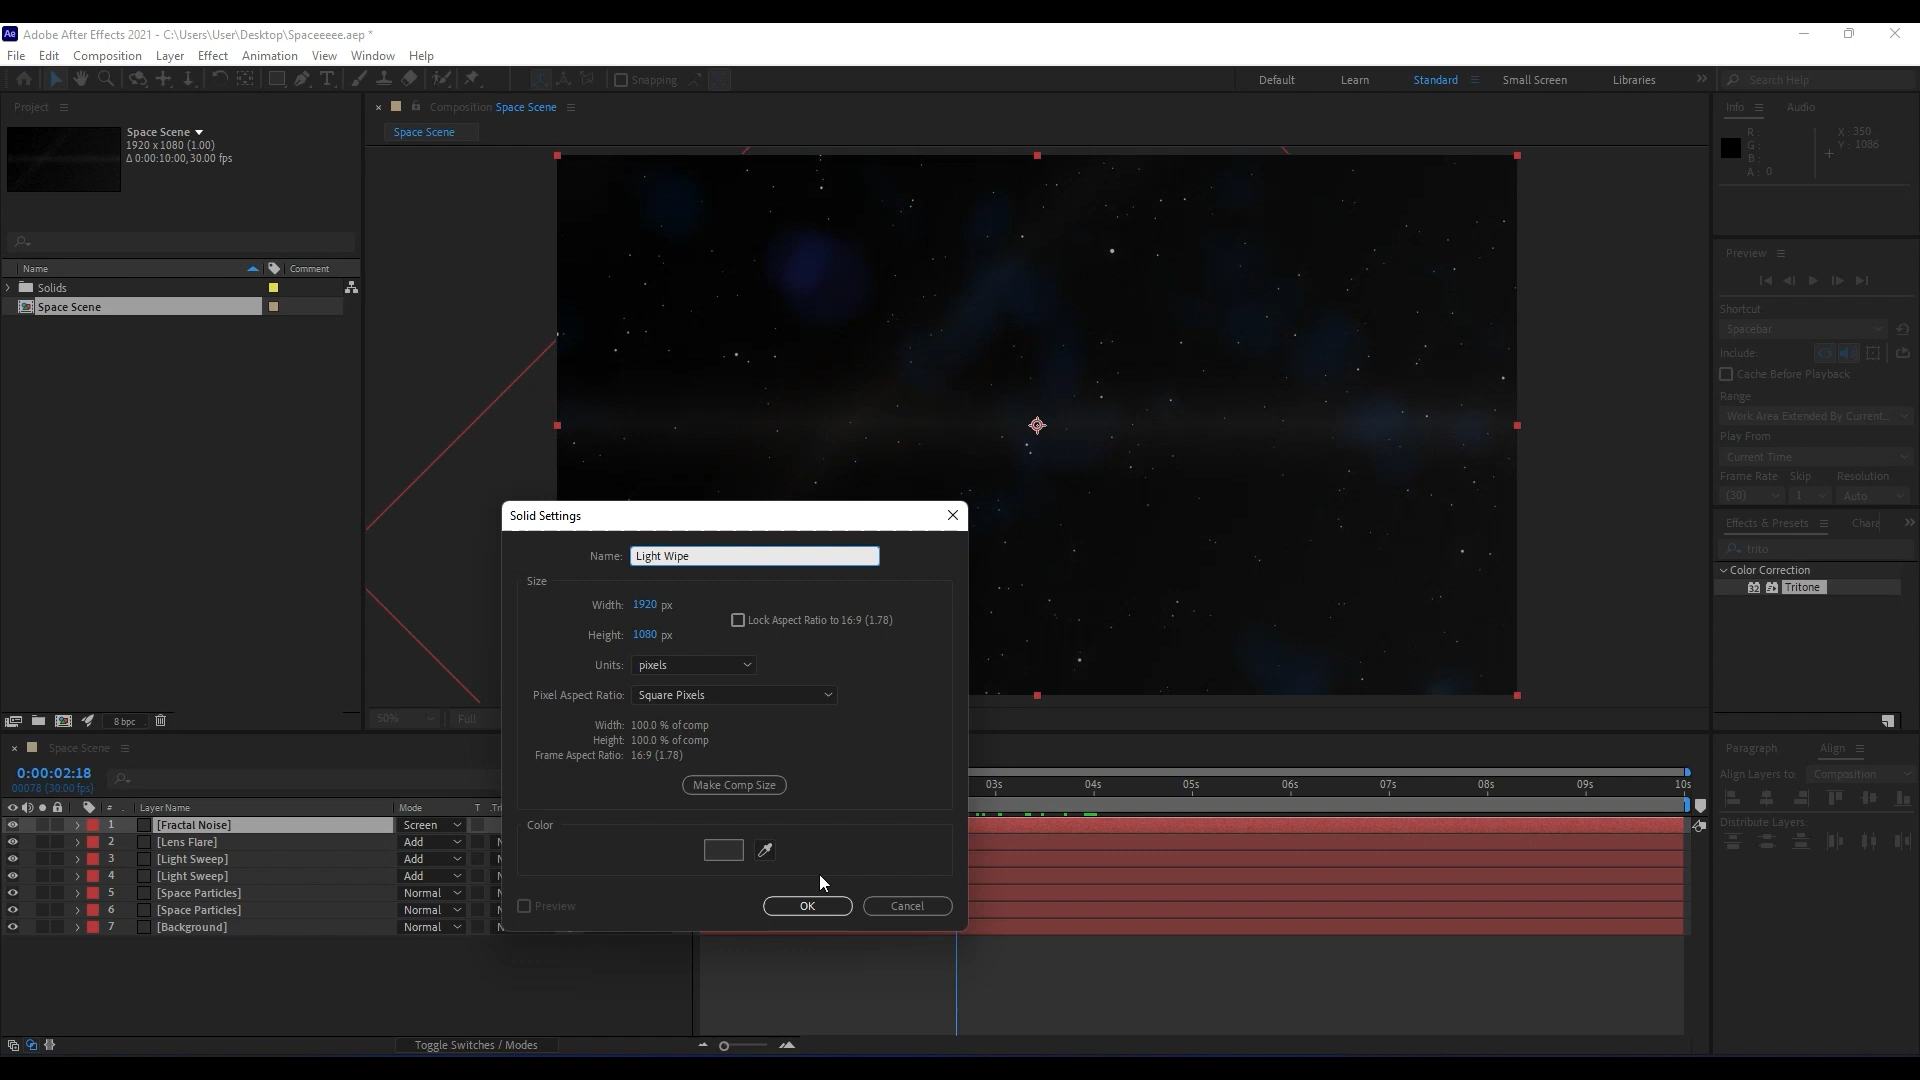 Adobe After Effects 2021 - C:\Users\User\Desktop\Spaceeeee.aep *
File Edit Composition Layer Effect Animation View Window Help
Snapping Default Learn Standard Small Screen Libraries Search Help
Project
Space Scene
1920 x 1080 (1.00)
Δ 0:00:10:00, 30.00 fps
Name Comment
Solids
Space Scene
8 bpc
Composition Space Scene
Space Scene
50% Full
Info Audio
R: X: 350
G: Y: 1086
B:
A: 0
Preview
Shortcut
Spacebar
Include:
Cache Before Playback
Range
Work Area Extended By Current...
Play From
Current Time
Frame Rate Skip Resolution
(30) 1 Auto
Effects & Presets Chara
trito
Color Correction
32 Tritone
Solid Settings
Name: Light Wipe
Size
Width: 1920 px
Lock Aspect Ratio to 16:9 (1.78)
Height: 1080 px
Units: pixels
Pixel Aspect Ratio: Square Pixels
Width: 100.0 % of comp
Height: 100.0 % of comp
Frame Aspect Ratio: 16:9 (1.78)
Make Comp Size
Color
Preview OK Cancel
Space Scene
0:00:02:18
00078 (30.00 fps)
# Layer Name Mode T
1 [Fractal Noise] Screen
2 [Lens Flare] Add
3 [Light Sweep] Add
4 [Light Sweep] Add
5 [Space Particles] Normal
6 [Space Particles] Normal
7 [Background] Normal
03s 04s 05s 06s 07s 08s 09s 10s
Toggle Switches / Modes
Paragraph Align
Align Layers to: Composition
Distribute Layers: